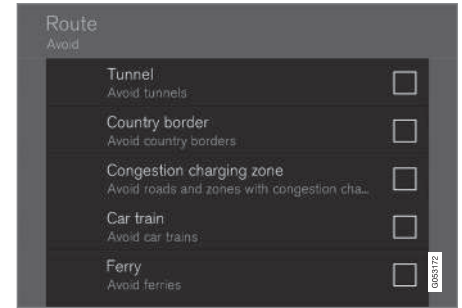 Route
Avoid
Tunnel
Avoid tunnels
Country border
Avoid country borders
Congestion charging zone
Avoid roads and zones with congestion cha...
Car train
Avoid car trains
Ferry
Avoid ferries
G053172